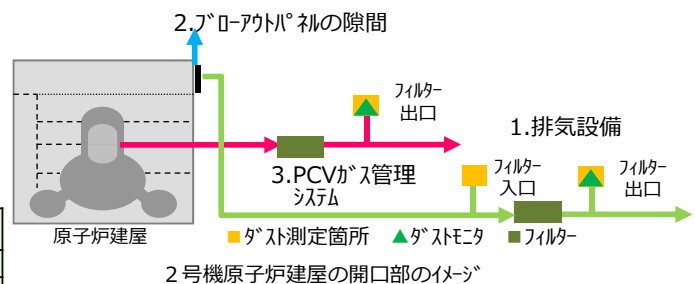 2.ﾌﾞﾛｰｱｳﾄﾊﾟﾈﾙの隙間
ﾌｨﾙﾀｰ
出口
1.排気設備
3.PCVｶﾞｽ管理
ｼｽﾃﾑ
ﾌｨﾙﾀｰ
入口
ﾌｨﾙﾀｰ
出口
原子炉建屋
■ﾀﾞｽﾄ測定箇所 ▲ﾀﾞｽﾄﾓﾆﾀ ■ﾌｨﾙﾀｰ
２号機原子炉建屋の開口部のｲﾒｰｼﾞ